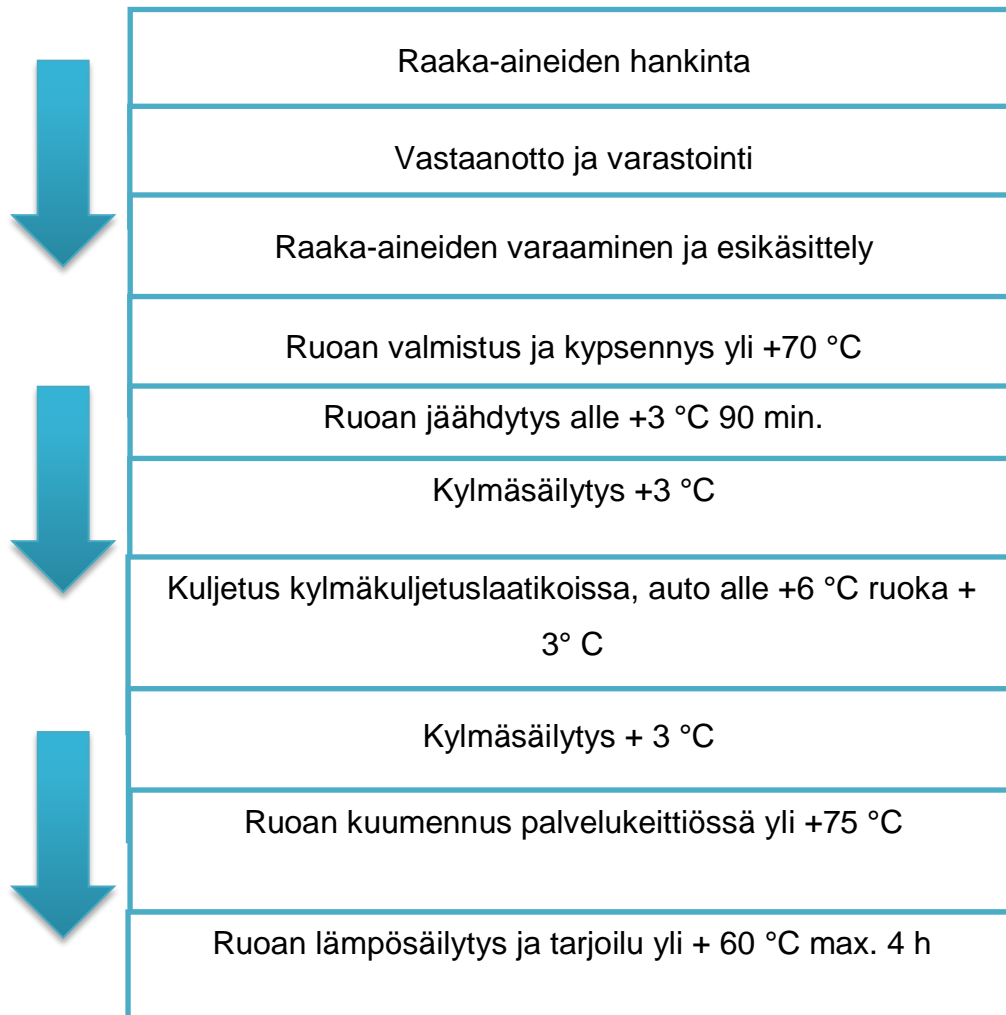 Raaka-aineiden hankinta
Vastaanotto ja varastointi
Raaka-aineiden varaaminen ja esikäsittely
Ruoan valmistus ja kypsennys yli +70 °C
Ruoan jäähdytys alle +3 °C 90 min.
Kylmäsäilytys +3 °C
Kuljetus kylmäkuljetuslaatikoissa, auto alle +6 °C ruoka +
3° C
Kylmäsäilytys + 3 °C
Ruoan kuumennus palvelukeittiössä yli +75 °C
Ruoan lämpösäilytys ja tarjoilu yli + 60 °C max. 4 h